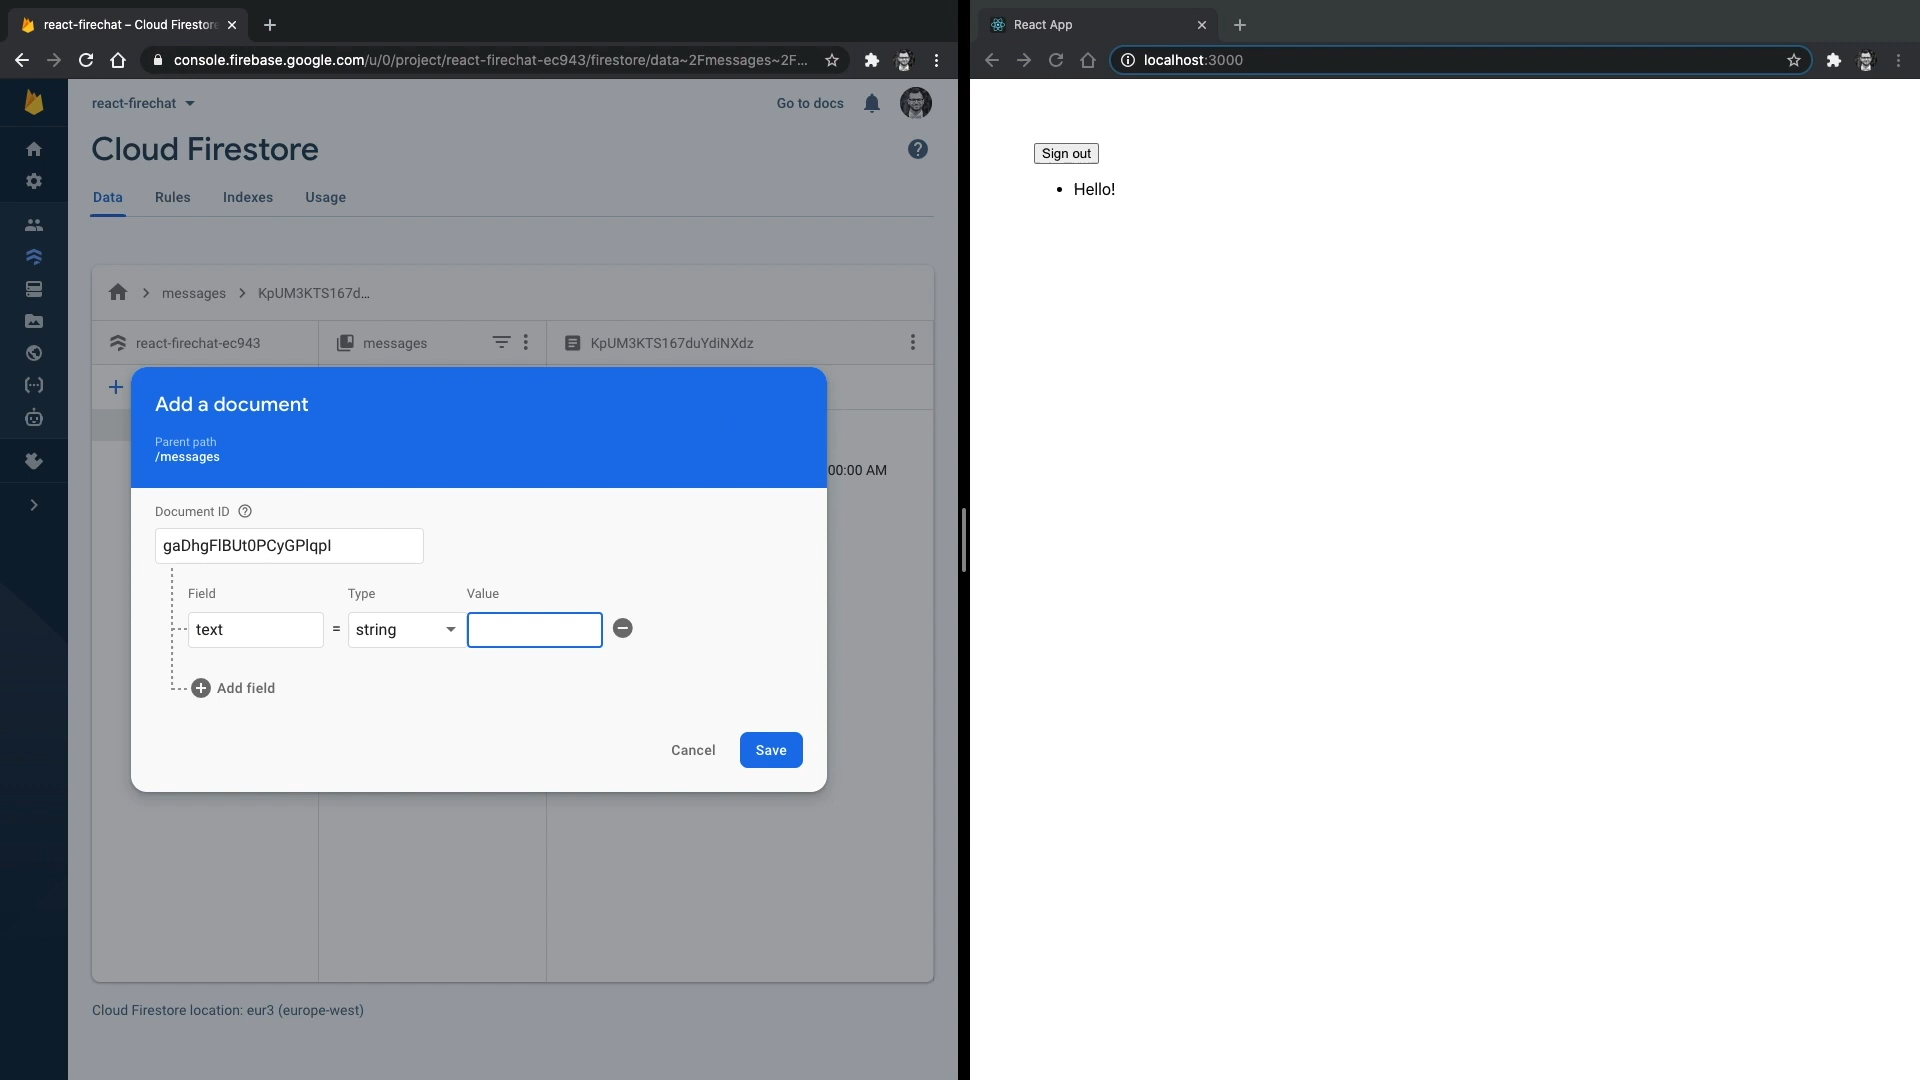 react-firechat – Cloud Firestore
console.firebase.google.com/u/0/project/react-firechat-ec943/firestore/data~2Fmessages~2F...
react-firechat
Go to docs
Cloud Firestore
Data
Rules
Indexes
Usage
messages
KpUM3KTS167d...
react-firechat-ec943
messages
KpUM3KTS167duYdiNXdz
Add a document
Parent path
/messages
00:00 AM
Document ID
gaDhgFlBUt0PCyGPlqpI
Field
Type
Value
text
=
string
Add field
Cancel
Save
Cloud Firestore location: eur3 (europe-west)
React App
localhost:3000
Sign out
• Hello!